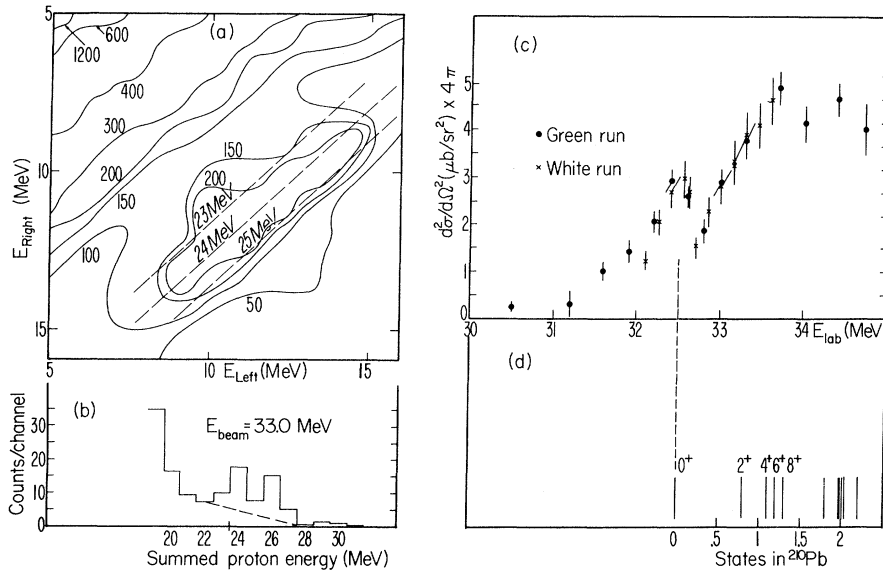 (a)
5
1200
600
100
400
300
200
150
100
150
200
23MeV
24MeV
25MeV
50
10
15
E_Right (MeV)
5 10 15
E_Left (MeV)
(b)
E_beam = 33.0 MeV
Counts/channel
30
20
10
0
20 22 24 26 28 30
Summed proton energy (MeV)
(c)
d²σ/dΩ²(μb/sr²) x 4π
5
4
3
2
1
0
• Green run
× White run
30 31 32 33 34 E_lab (MeV)
(d)
0⁺ 2⁺ 4⁺ 6⁺ 8⁺
0 .5 1 1.5 2
States in ²¹⁰Pb